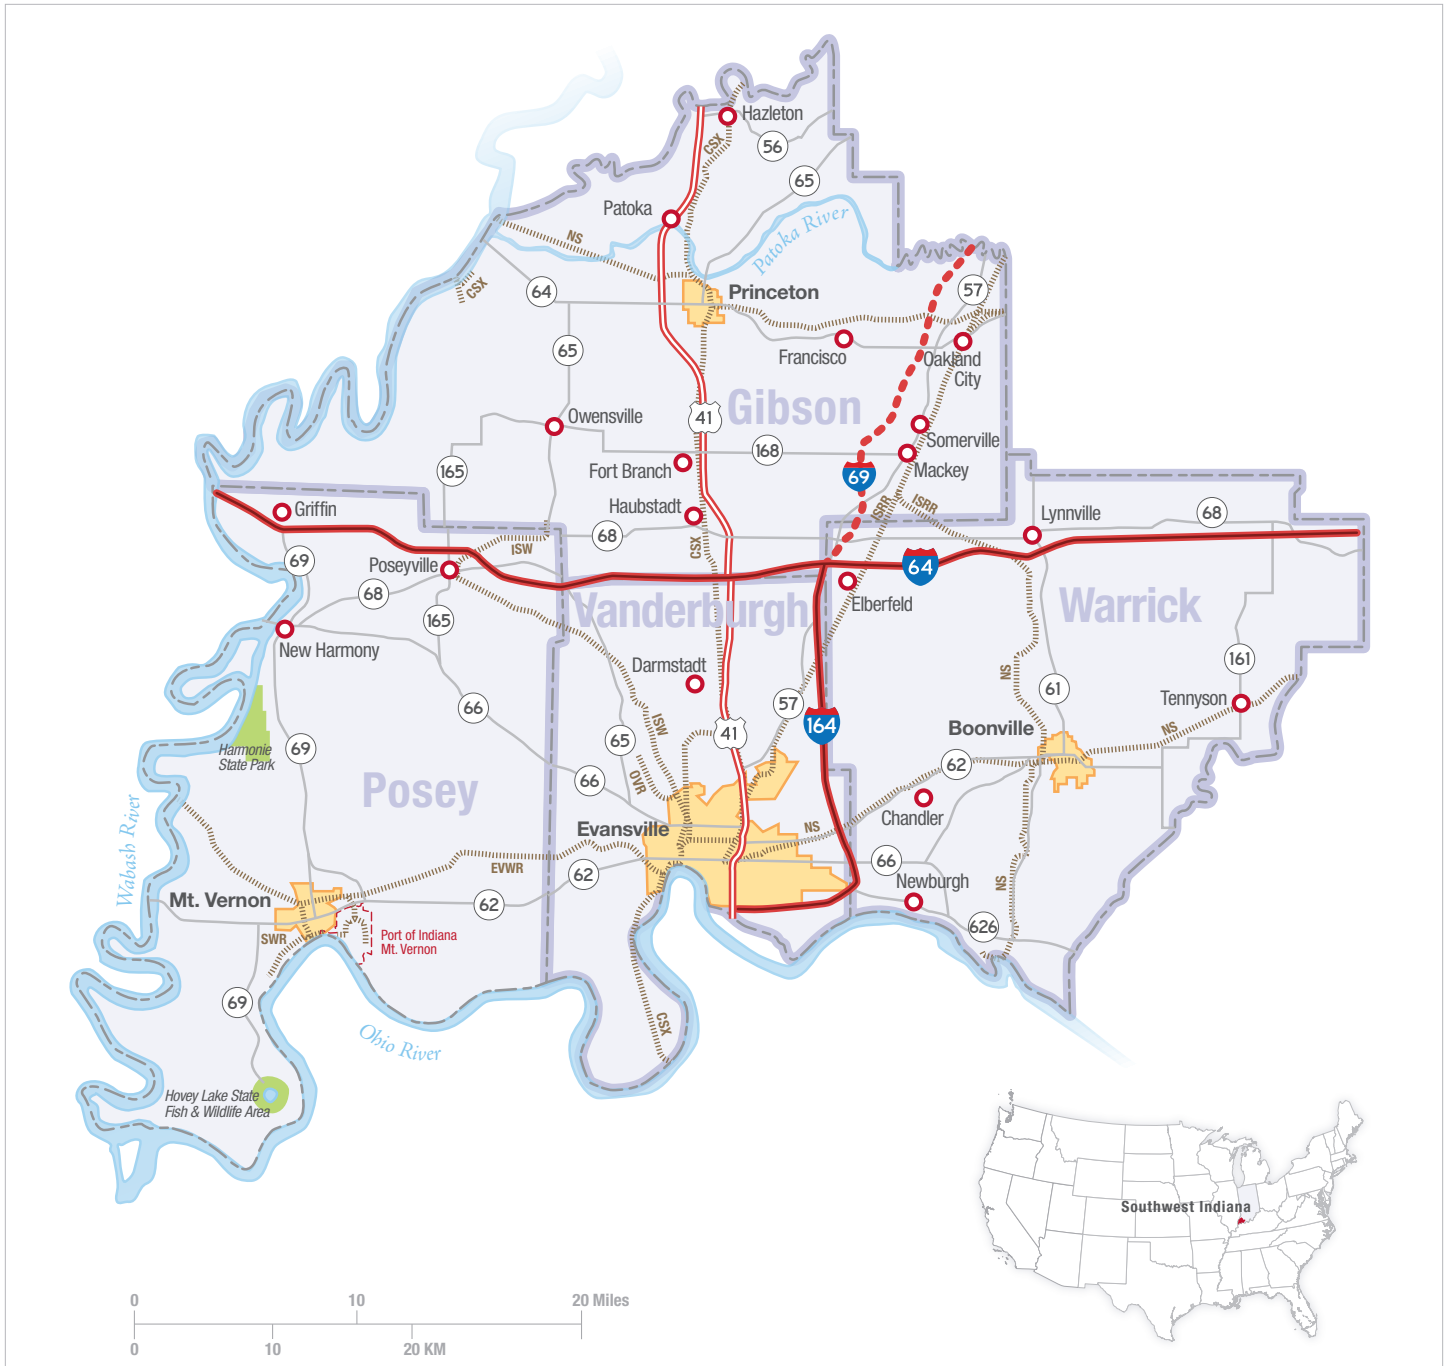 Hazleton
CSX
56
65
Patoka
Patoka River
NS
CSX
64
Princeton
57
65
Francisco
Oakland
City
Gibson
41
Owensville
168
Somerville
165
Fort Branch
Mackey
69
Griffin
Haubstadt
ISRR
ISRR
Lynnville
68
68
CSX
ISW
69
Poseyville
64
68
Vanderburgh
Elberfeld
Warrick
165
New Harmony
Darmstadt
161
NS
61
Tennyson
66
57
164
ISW
41
Boonville
NS
65
Harmonie
State Park
69
62
OVR
66
Posey
Chandler
Wabash River
Evansville
NS
EVWR
62
66
Newburgh
Mt. Vernon
62
NS
626
SWR
Port of Indiana
Mt. Vernon
69
CSX
Ohio River
Hovey Lake State
Fish & Wildlife Area
Southwest Indiana
0
10
20 Miles
0
10
20 KM